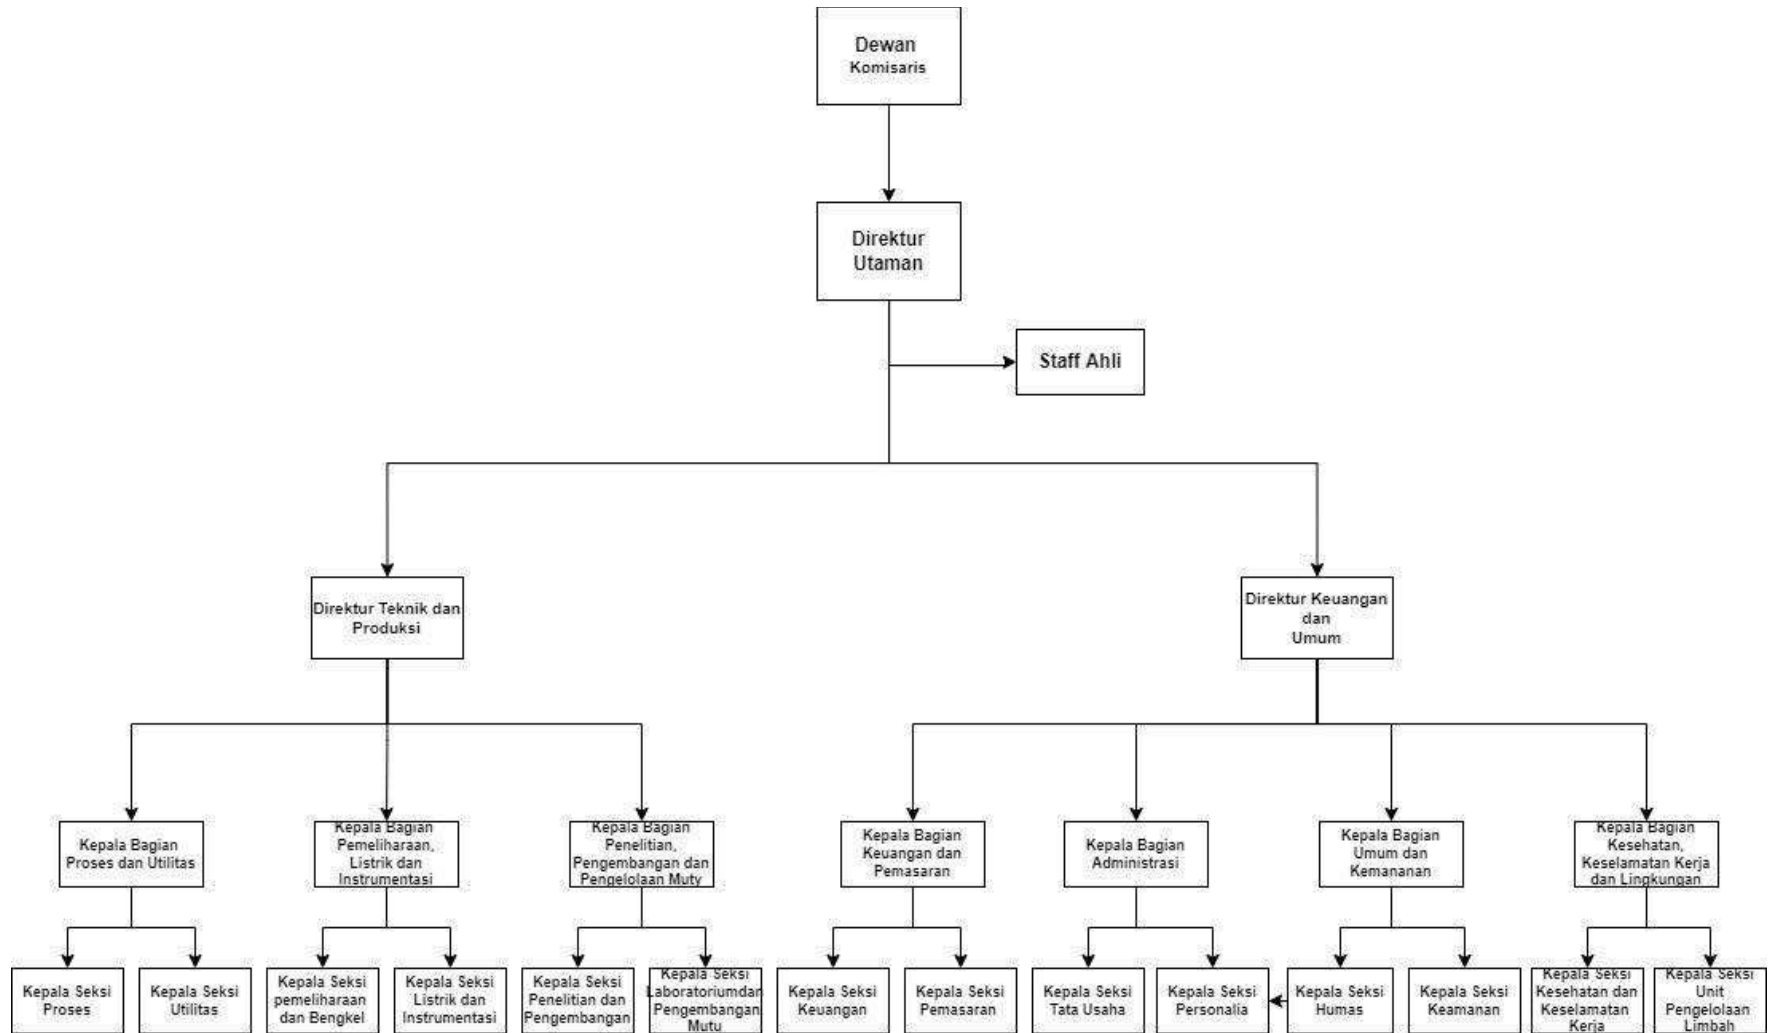 Dewan
Komisaris
Direktur
Utaman
Staff Ahli
Direktur Teknik dan
Produksi
Direktur Keuangan
dan
Umum
Kepala Bagian
Proses dan Utilitas
Kepala Bagian
Pemeliharaan,
Listrik dan
Instrumentasi
Kepala Bagian
Penelitian,
Pengembangan dan
Pengelolaan Muty
Kepala Bagian
Keuangan dan
Pemasaran
Kepala Bagian
Administrasi
Kepala Bagian
Umum dan
Kemananan
Kepala Bagian
Kesehatan,
Keselamatan Kerja
dan Lingkungan
Kepala Seksi
Proses
Kepala Seksi
Utilitas
Kepala Seksi
pemeliharaan
dan Bengkel
Kepala Seksi
Listrik dan
Instrumentasi
Kepala Seksi
Penelitian dan
Pengembangan
Kepala Seksi
Laboratoriumdan
Pengembangan
Mutu
Kepala Seksi
Keuangan
Kepala Seksi
Pemasaran
Kepala Seksi
Tata Usaha
Kepala Seksi
Personalia
Kepala Seksi
Humas
Kepala Seksi
Keamanan
Kepala Seksi
Kesehatan dan
Keselamatan
Kerja
Kepala Seksi
Unit
Pengelolaan
Limbah